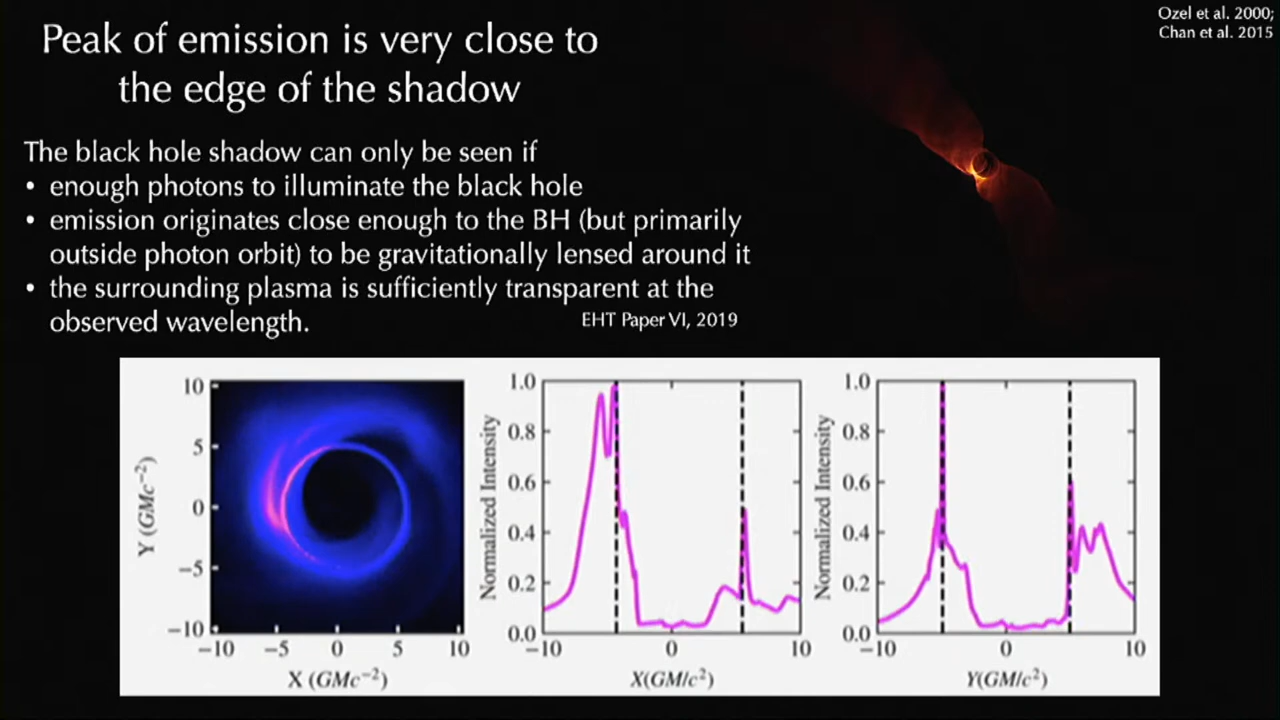 Ozel et al. 2000;
Chan et al. 2015
Peak of emission is very close to
the edge of the shadow
The black hole shadow can only be seen if
• enough photons to illuminate the black hole
• emission originates close enough to the BH (but primarily
outside photon orbit) to be gravitationally lensed around it
• the surrounding plasma is sufficiently transparent at the
observed wavelength.
EHT Paper VI, 2019
10
5
0
−5
−10
Y (GMc⁻²)
−10 −5 0 5 10
X (GMc⁻²)
1.0
0.8
0.6
0.4
0.2
0.0
Normalized Intensity
−10 0 10
X(GM/c²)
1.0
0.8
0.6
0.4
0.2
0.0
Normalized Intensity
−10 0 10
Y(GM/c²)